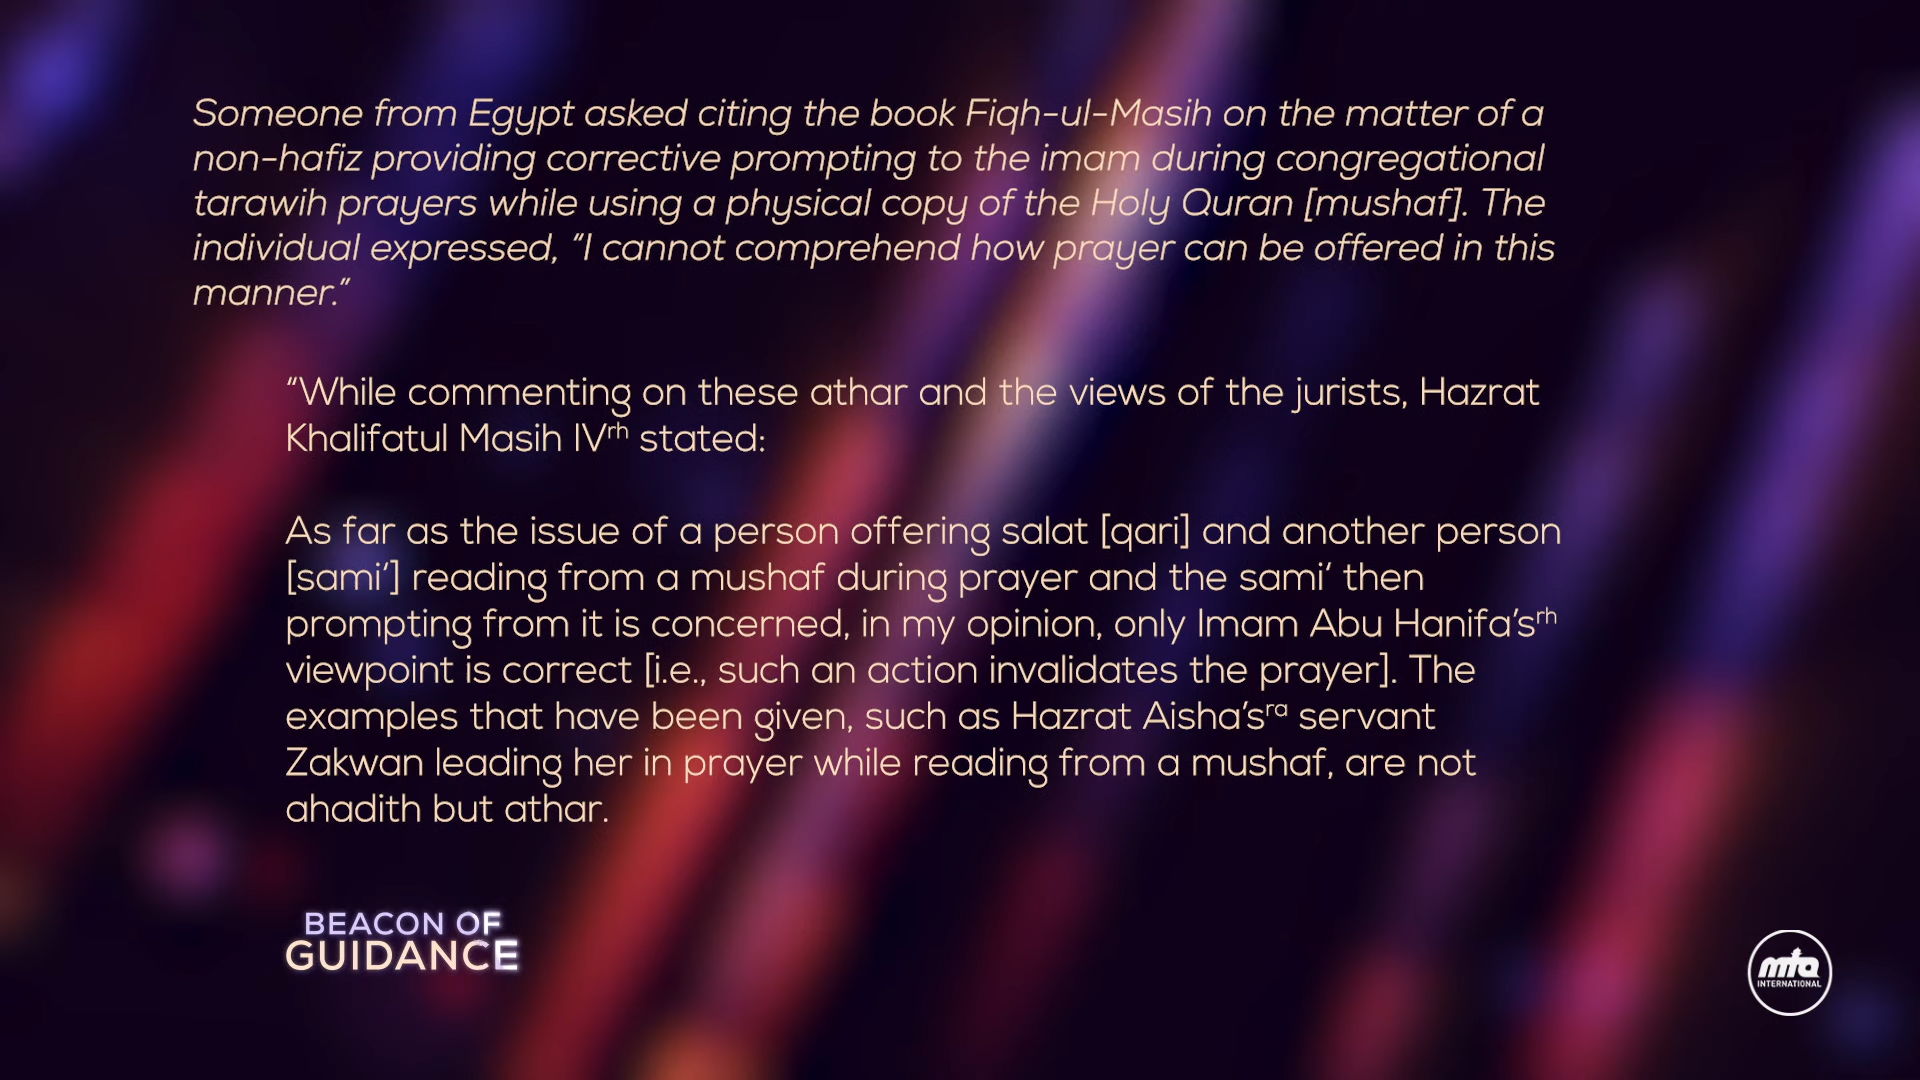 Someone from Egypt asked citing the book Fiqh-ul-Masih on the matter of a
non-hafiz providing corrective prompting to the imam during congregational
tarawih prayers while using a physical copy of the Holy Quran [mushaf]. The
individual expressed, “I cannot comprehend how prayer can be offered in this
manner.”
“While commenting on these athar and the views of the jurists, Hazrat
Khalifatul Masih IVrh stated:
As far as the issue of a person offering salat [qari] and another person
[sami‘] reading from a mushaf during prayer and the sami‘ then
prompting from it is concerned, in my opinion, only Imam Abu Hanifa’srh
viewpoint is correct [i.e., such an action invalidates the prayer]. The
examples that have been given, such as Hazrat Aisha’sra servant
Zakwan leading her in prayer while reading from a mushaf, are not
ahadith but athar.
BEACON OF
GUIDANCE
mta
INTERNATIONAL